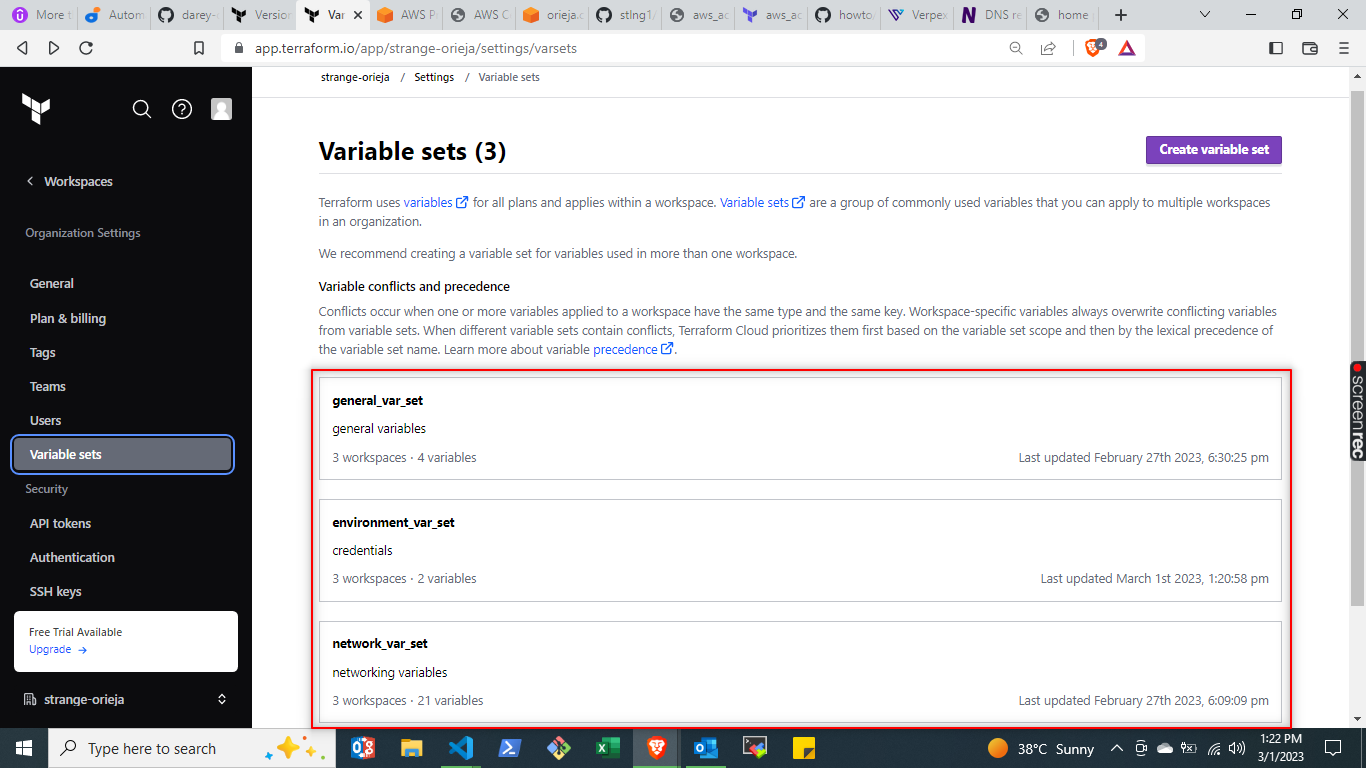 More t
Autom
darey-
Version
Var
AWS P
AWS C
orieja.c
stlng1/
aws_ac
aws_ac
howto/
Verpex
DNS re
home
app.terraform.io/app/strange-orieja/settings/varsets
4
strange-orieja / Settings / Variable sets
Workspaces
Organization Settings
General
Plan & billing
Tags
Teams
Users
Variable sets
Security
API tokens
Authentication
SSH keys
Free Trial Available
Upgrade →
strange-orieja
Variable sets (3)
Create variable set
Terraform uses variables for all plans and applies within a workspace. Variable sets are a group of commonly used variables that you can apply to multiple workspaces
in an organization.
We recommend creating a variable set for variables used in more than one workspace.
Variable conflicts and precedence
Conflicts occur when one or more variables applied to a workspace have the same type and the same key. Workspace-specific variables always overwrite conflicting variables
from variable sets. When different variable sets contain conflicts, Terraform Cloud prioritizes them first based on the variable set scope and then by the lexical precedence of
the variable set name. Learn more about variable precedence.
general_var_set
general variables
3 workspaces · 4 variables
Last updated February 27th 2023, 6:30:25 pm
environment_var_set
credentials
3 workspaces · 2 variables
Last updated March 1st 2023, 1:20:58 pm
network_var_set
networking variables
3 workspaces · 21 variables
Last updated February 27th 2023, 6:09:09 pm
screenrec
Type here to search
38°C Sunny
1:22 PM
3/1/2023